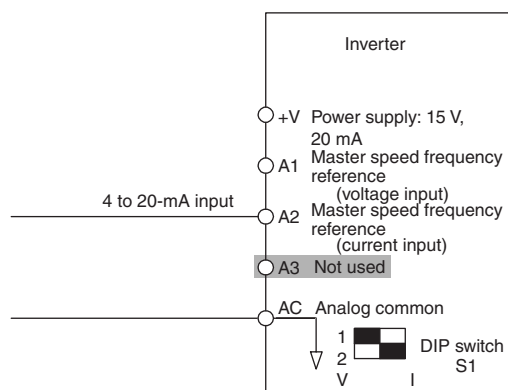 Inverter
+V Power supply: 15 V,
20 mA
A1 Master speed frequency
reference
(voltage input)
4 to 20-mA input
A2 Master speed frequency
reference
(current input)
A3 Not used
AC Analog common
1
2
DIP switch
S1
V I